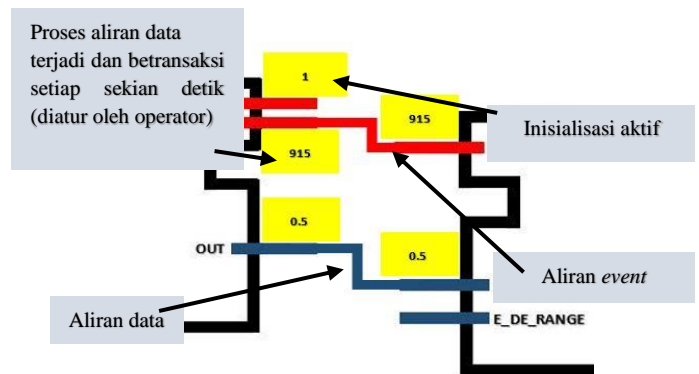 Proses aliran data
terjadi dan betransaksi
setiap sekian detik
(diatur oleh operator)
1
915
Inisialisasi aktif
915
0.5
OUT
0.5
Aliran event
Aliran data
E_DE_RANGE